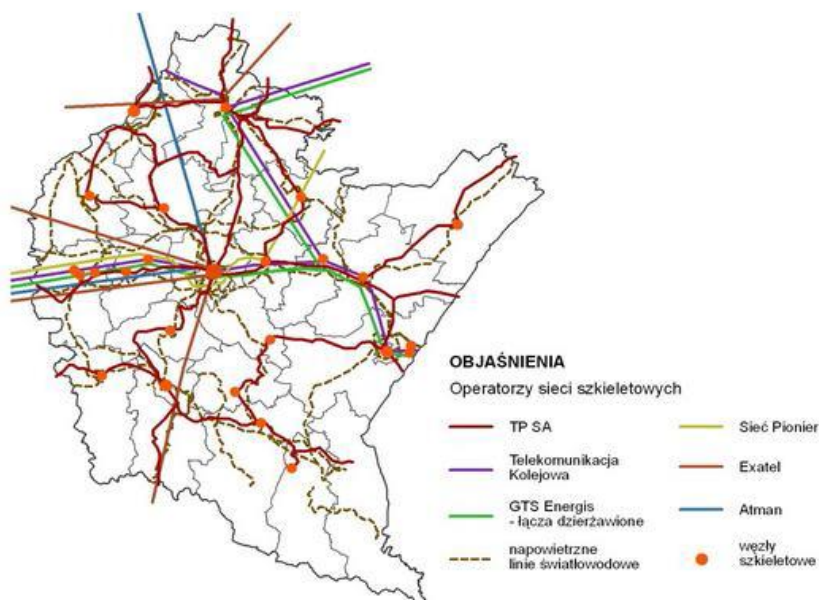 OBJAŚNIENIA
Operatorzy sieci szkieletowych
TP SA
Telekomunikacja
Kolejowa
GTS Energis
- łącza dzierżawione
napowietrzne
linie światłowodowe
Sieć Pionier
Exatel
Atman
węzły
szkieletowe